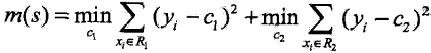 m(s) = min_{c_1} ∑_{x_i∈R_1} (y_i − c_1)^2 + min_{c_2} ∑_{x_i∈R_2} (y_i − c_2)^2